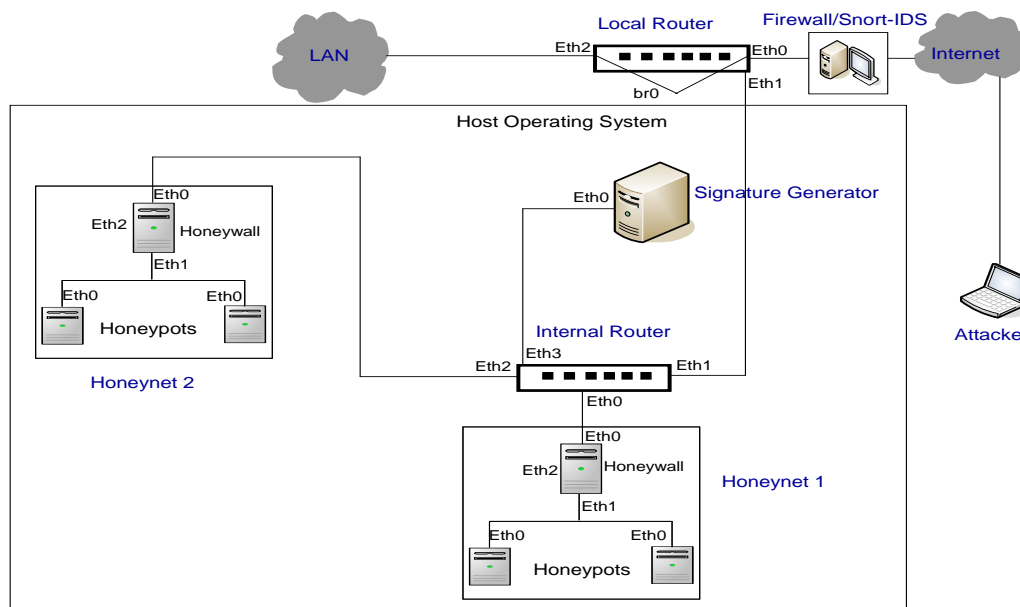 Local Router
Firewall/Snort-IDS
LAN
Eth2
Eth0
Internet
br0
Eth1
Host Operating System
Eth0
Signature Generator
Eth0
Eth2
Honeywall
Eth1
Eth0
Eth0
Honeypots
Internal Router
Attacke
Eth3
Eth2
Eth1
Honeynet 2
Eth0
Eth0
Eth2
Honeywall
Honeynet 1
Eth1
Eth0
Eth0
Honeypots